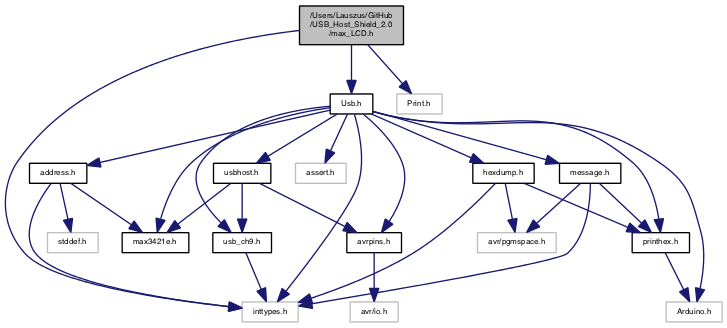 /Users/Lauszus/GitHub
/USB_Host_Shield_2.0
/max_LCD.h
Usb.h
Print.h
address.h
usbhost.h
assert.h
hexdump.h
message.h
stddef.h
max3421e.h
usb_ch9.h
avrpins.h
avr/pgmspace.h
printhex.h
inttypes.h
avr/io.h
Arduino.h